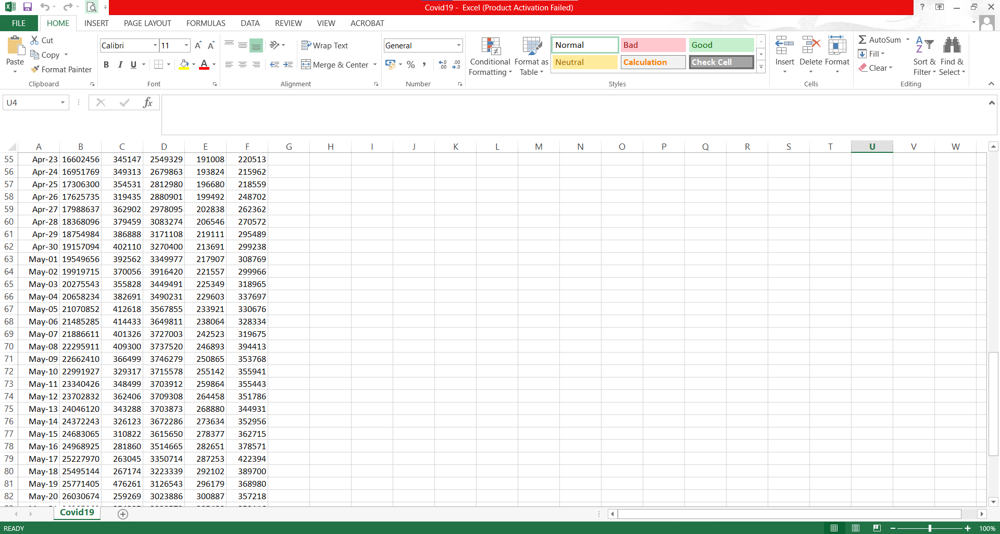 Covid19 - Excel (Product Activation Failed)
FILE HOME INSERT PAGE LAYOUT FORMULAS DATA REVIEW VIEW ACROBAT
Paste
Cut
Copy
Format Painter
Clipboard
Calibri 11
B I U
Font
Wrap Text
Merge & Center
Alignment
General
% ,
Number
Conditional Formatting
Format as Table
Normal Bad Good
Neutral Calculation Check Cell
Styles
Insert Delete Format
Cells
AutoSum
Fill
Clear
Sort & Filter
Find & Select
Editing
U4
fx
A B C D E F G H I J K L M N O P Q R S T U V W
55 Apr-23 16602456 345147 2549329 191008 220513
56 Apr-24 16951769 349313 2679863 193824 215962
57 Apr-25 17306300 354531 2812980 196680 218559
58 Apr-26 17625735 319435 2880901 199492 248702
59 Apr-27 17988637 362902 2978095 202838 262362
60 Apr-28 18368096 379459 3083274 206546 270572
61 Apr-29 18754984 386888 3171108 219111 295489
62 Apr-30 19157094 402110 3270400 213691 299238
63 May-01 19549656 392562 3349977 217907 308769
64 May-02 19919715 370056 3916420 221557 299966
65 May-03 20275543 355828 3449491 225349 318965
66 May-04 20658234 382691 3490231 229603 337697
67 May-05 21070852 412618 3567855 233921 330676
68 May-06 21485285 414433 3649811 238064 328334
69 May-07 21886611 401326 3727003 242523 319675
70 May-08 22295911 409300 3737520 246893 394413
71 May-09 22662410 366499 3746279 250865 353768
72 May-10 22991927 329317 3715578 255142 355941
73 May-11 23340426 348499 3703912 259864 355443
74 May-12 23702832 362406 3709308 264458 351786
75 May-13 24046120 343288 3703873 268880 344931
76 May-14 24372243 326123 3672286 273634 352956
77 May-15 24683065 310822 3615650 278377 362715
78 May-16 24968925 281860 3514665 282651 378571
79 May-17 25227970 263045 3350714 287253 422394
80 May-18 25495144 267174 3223339 292102 389700
81 May-19 25771405 476261 3126543 296179 368980
82 May-20 26030674 259269 3023886 300887 357218
Covid19
READY
100%